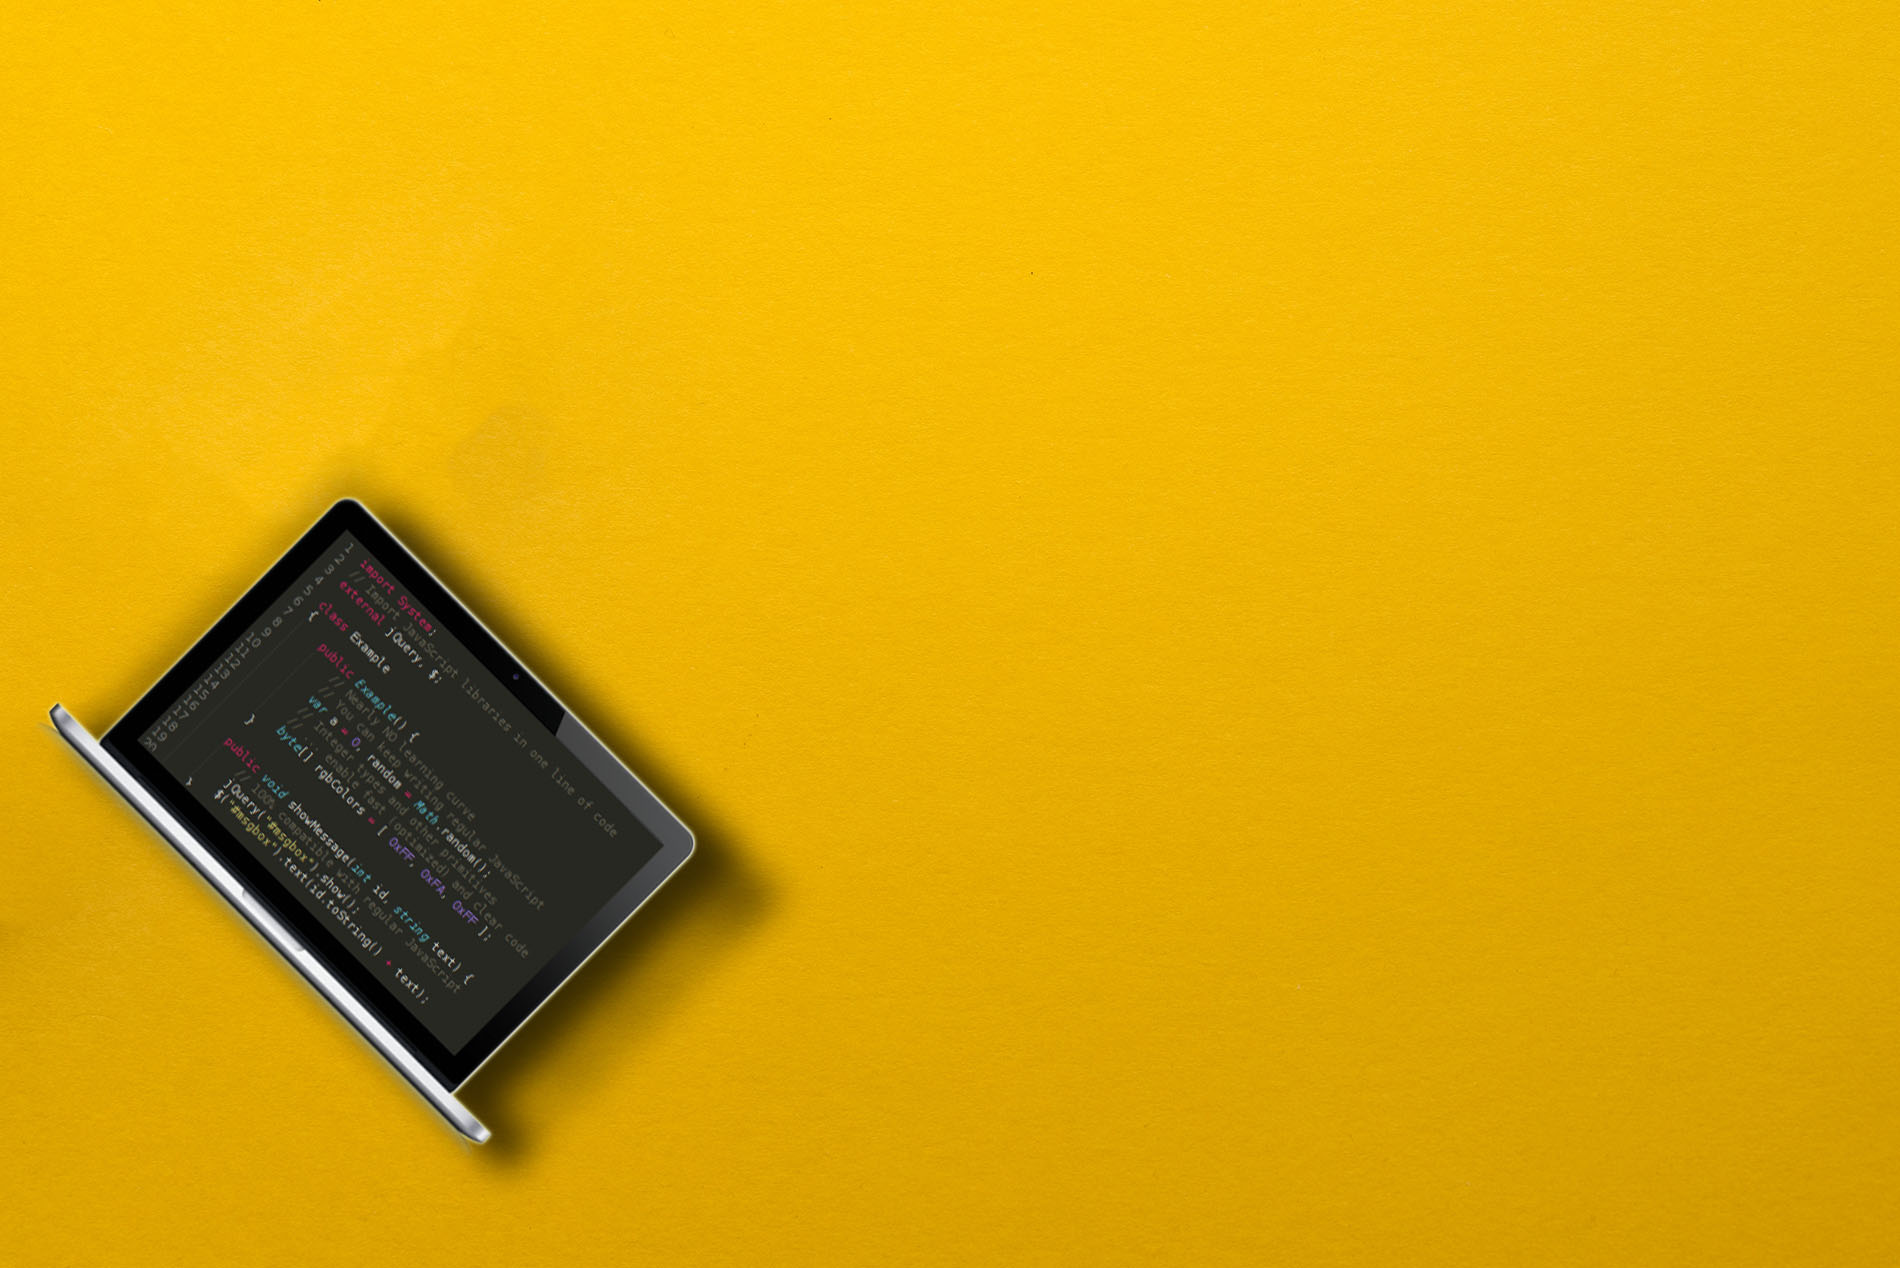 1 import System;
2 // Import JavaScript libraries in one line of code
3 external jQuery, $;
4
5 class Example
6 {
7
8 public Example() {
9 // Nearly NO learning curve
10 // You can keep writing regular JavaScript
11 var a = 0, random = Math.random();
12 // Integer types and other primitives
13 // enable fast (optimized) and clear code
14 byte[] rgbColors = [ 0xFF, 0xFA, 0xFF ];
15 }
16
17 public void showMessage(int id, string text) {
18 // 100% compatible with regular JavaScript
19 jQuery("#msgbox").show();
20 $("#msgbox").text(id.toString() + text);
}